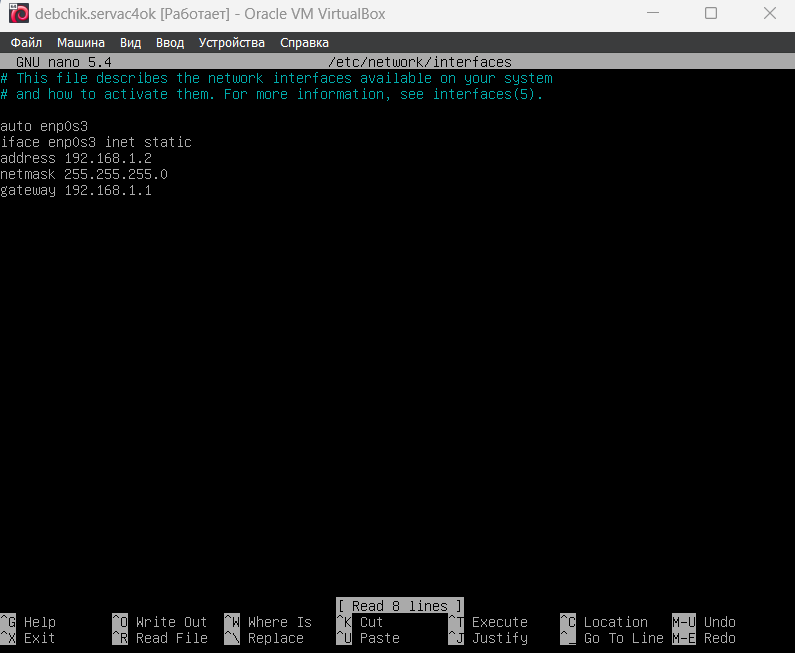 debchik.servac4ok [Работает] - Oracle VM VirtualBox
Файл Машина Вид Ввод Устройства Справка
GNU nano 5.4 /etc/network/interfaces
# This file describes the network interfaces available on your system
# and how to activate them. For more information, see interfaces(5).
auto enp0s3
iface enp0s3 inet static
address 192.168.1.2
netmask 255.255.255.0
gateway 192.168.1.1
[ Read 8 lines ]
^G Help ^O Write Out ^W Where Is ^K Cut ^T Execute ^C Location M-U Undo
^X Exit ^R Read File ^\ Replace ^U Paste ^J Justify ^_ Go To Line M-E Redo